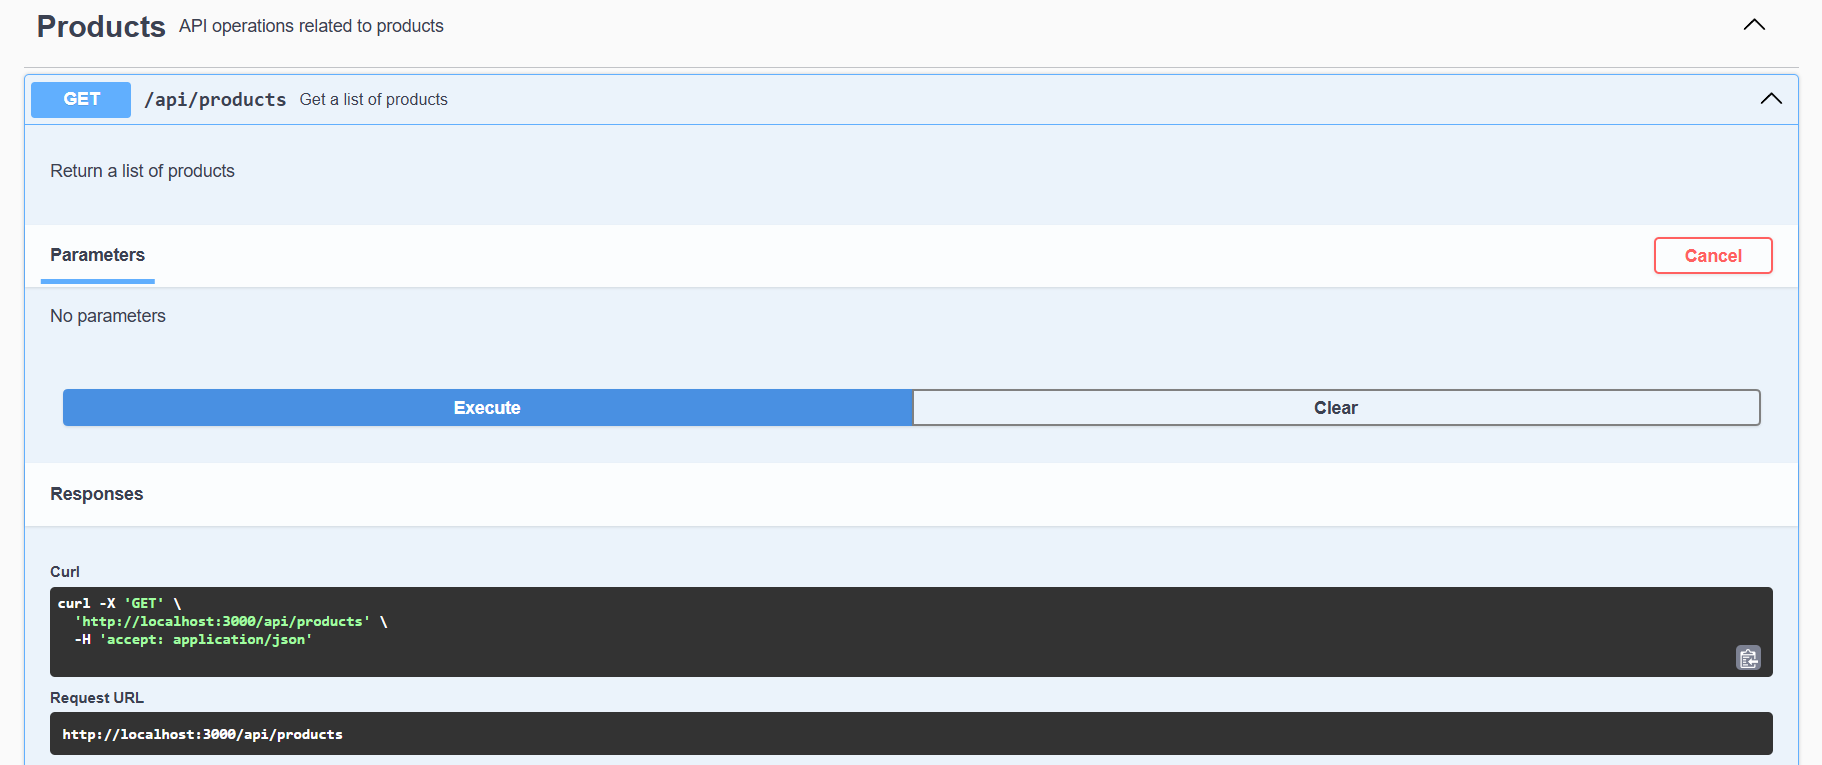 Products API operations related to products
GET /api/products Get a list of products
Return a list of products
Parameters Cancel
No parameters
Execute Clear
Responses
Curl
curl -X 'GET' \
  'http://localhost:3000/api/products' \
  -H 'accept: application/json'
Request URL
http://localhost:3000/api/products